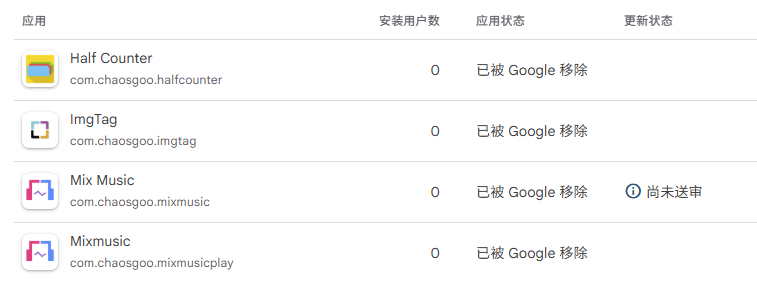 应用 安装用户数 应用状态 更新状态
Half Counter
com.chaosgoo.halfcounter
0 已被 Google 移除
ImgTag
com.chaosgoo.imgtag
0 已被 Google 移除
Mix Music
com.chaosgoo.mixmusic
0 已被 Google 移除 尚未送审
Mixmusic
com.chaosgoo.mixmusicplay
0 已被 Google 移除